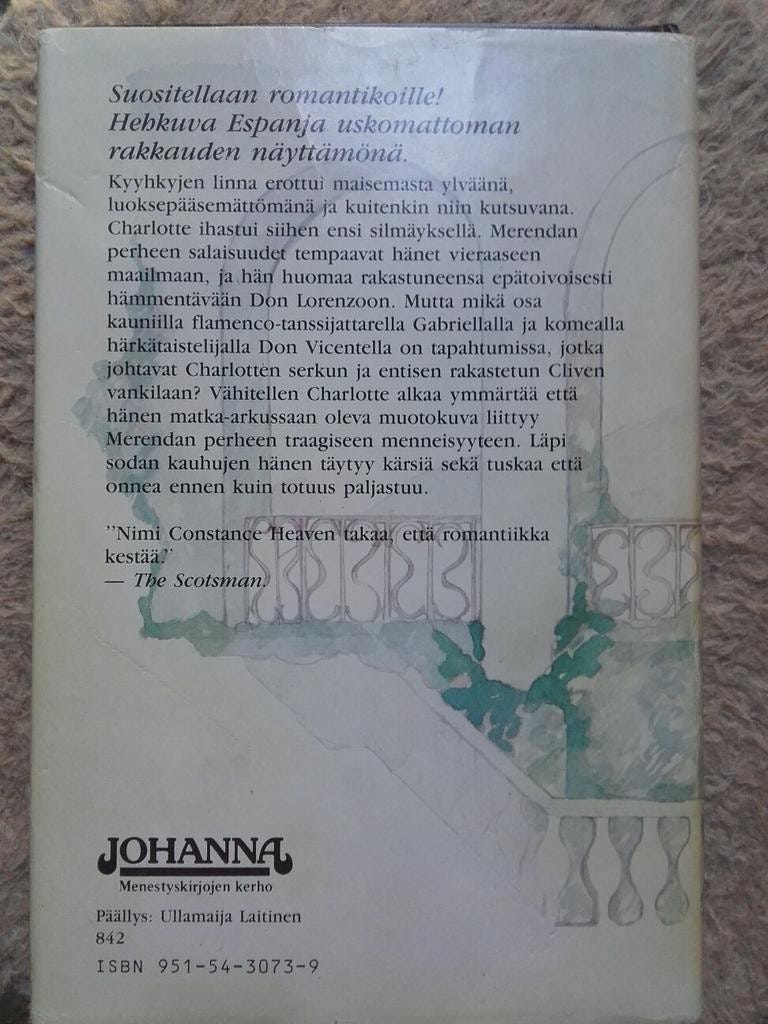 Suositellaan romantikoille!
Hehkuva Espanja uskomattoman
rakkauden näyttämönä.
Kyyhkyjen linna erottui maisemasta ylväänä,
luoksepääsemättömänä ja kuitenkin niin kutsuvana.
Charlotte ihastui siihen ensi silmäyksellä. Merendan
perheen salaisuudet tempaavat hänet vieraaseen
maailmaan, ja hän huomaa rakastuneensa epätoivoisesti
hämmentävään Don Lorenzoon. Mutta mikä osa
kauniilla flamenco-tanssijattarella Gabriellalla ja komealla
härkätaistelijalla Don Vicentella on tapahtumissa, jotka
johtavat Charlotten serkun ja entisen rakastetun Cliven
vankilaan? Vähitellen Charlotte alkaa ymmärtää että
hänen matka-arkussaan oleva muotokuva liittyy
Merendan perheen traagiseen menneisyyteen. Läpi
sodan kauhujen hänen täytyy kärsiä sekä tuskaa että
onnea ennen kuin totuus paljastuu.
"Nimi Constance Heaven takaa, että romantiikka
kestää."
— The Scotsman.
JOHANNA
Menestyskirjojen kerho
Päällys: Ullamaija Laitinen
842
ISBN 951-54-3073-9